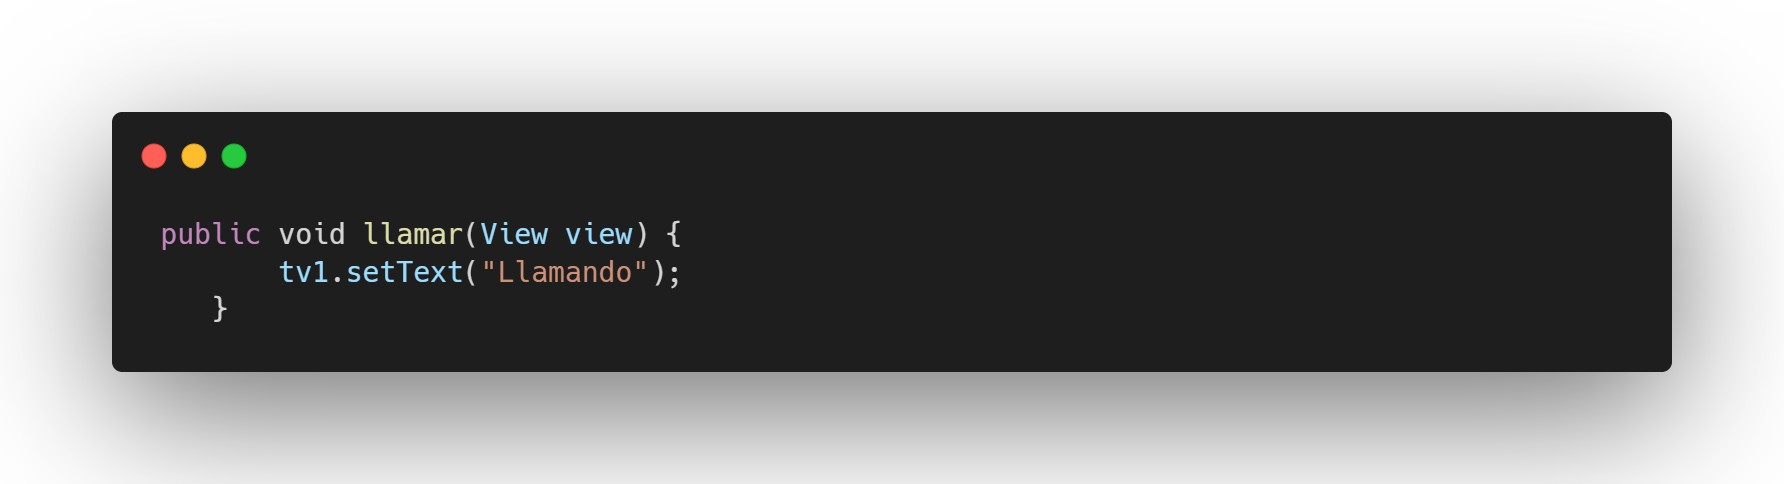 public void llamar(View view) {
       tv1.setText("Llamando");
   }